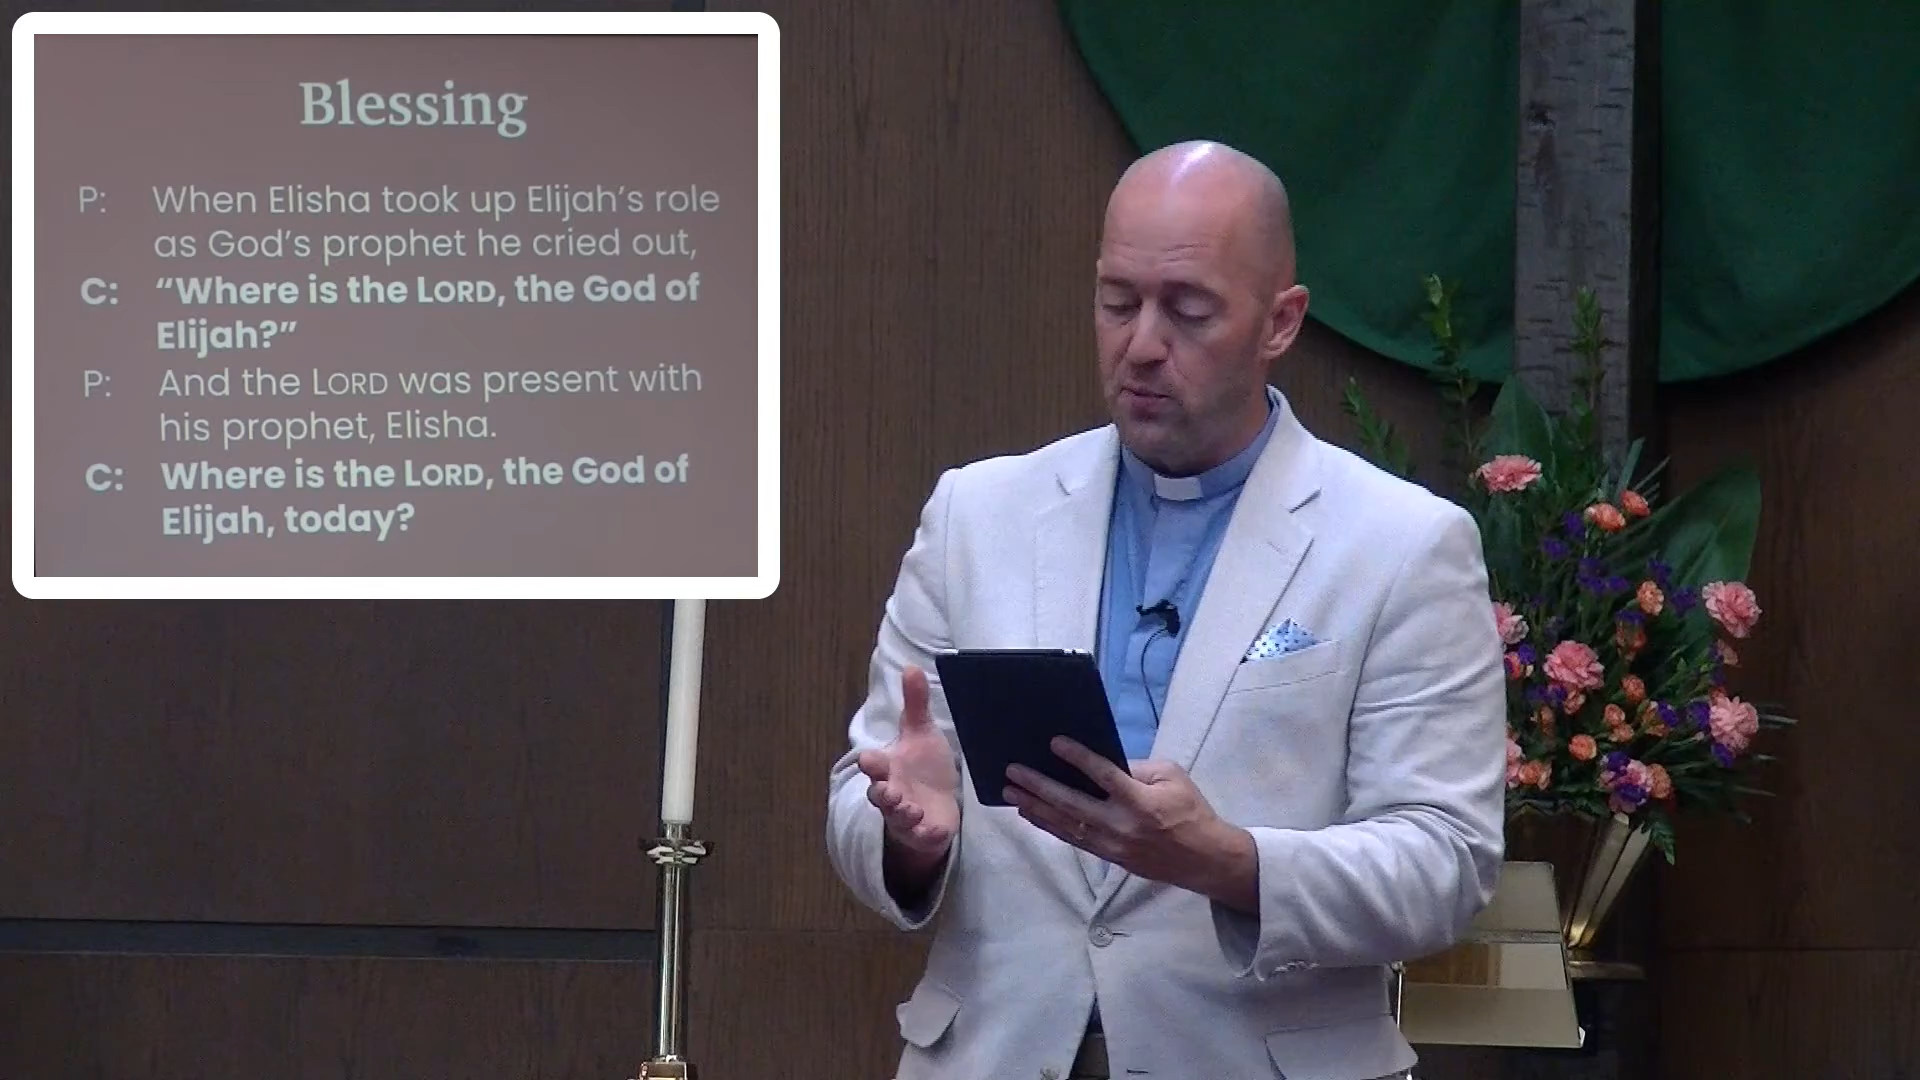 Blessing
P: When Elisha took up Elijah’s role
as God’s prophet he cried out,
C: “Where is the LORD, the God of
Elijah?”
P: And the LORD was present with
his prophet, Elisha.
C: Where is the LORD, the God of
Elijah, today?